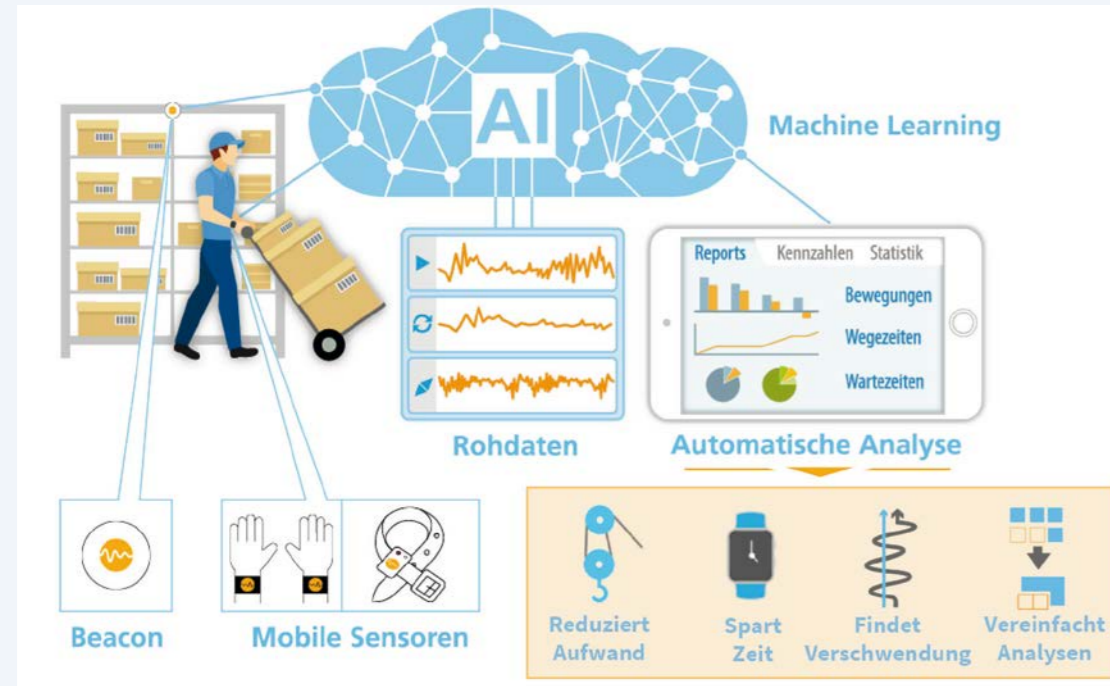 AI
Machine Learning
Reports Kennzahlen Statistik
Bewegungen
Wegezeiten
Wartezeiten
Rohdaten
Automatische Analyse
Beacon
Mobile Sensoren
Reduziert
Aufwand
Spart
Zeit
Findet
Verschwendung
Vereinfacht
Analysen